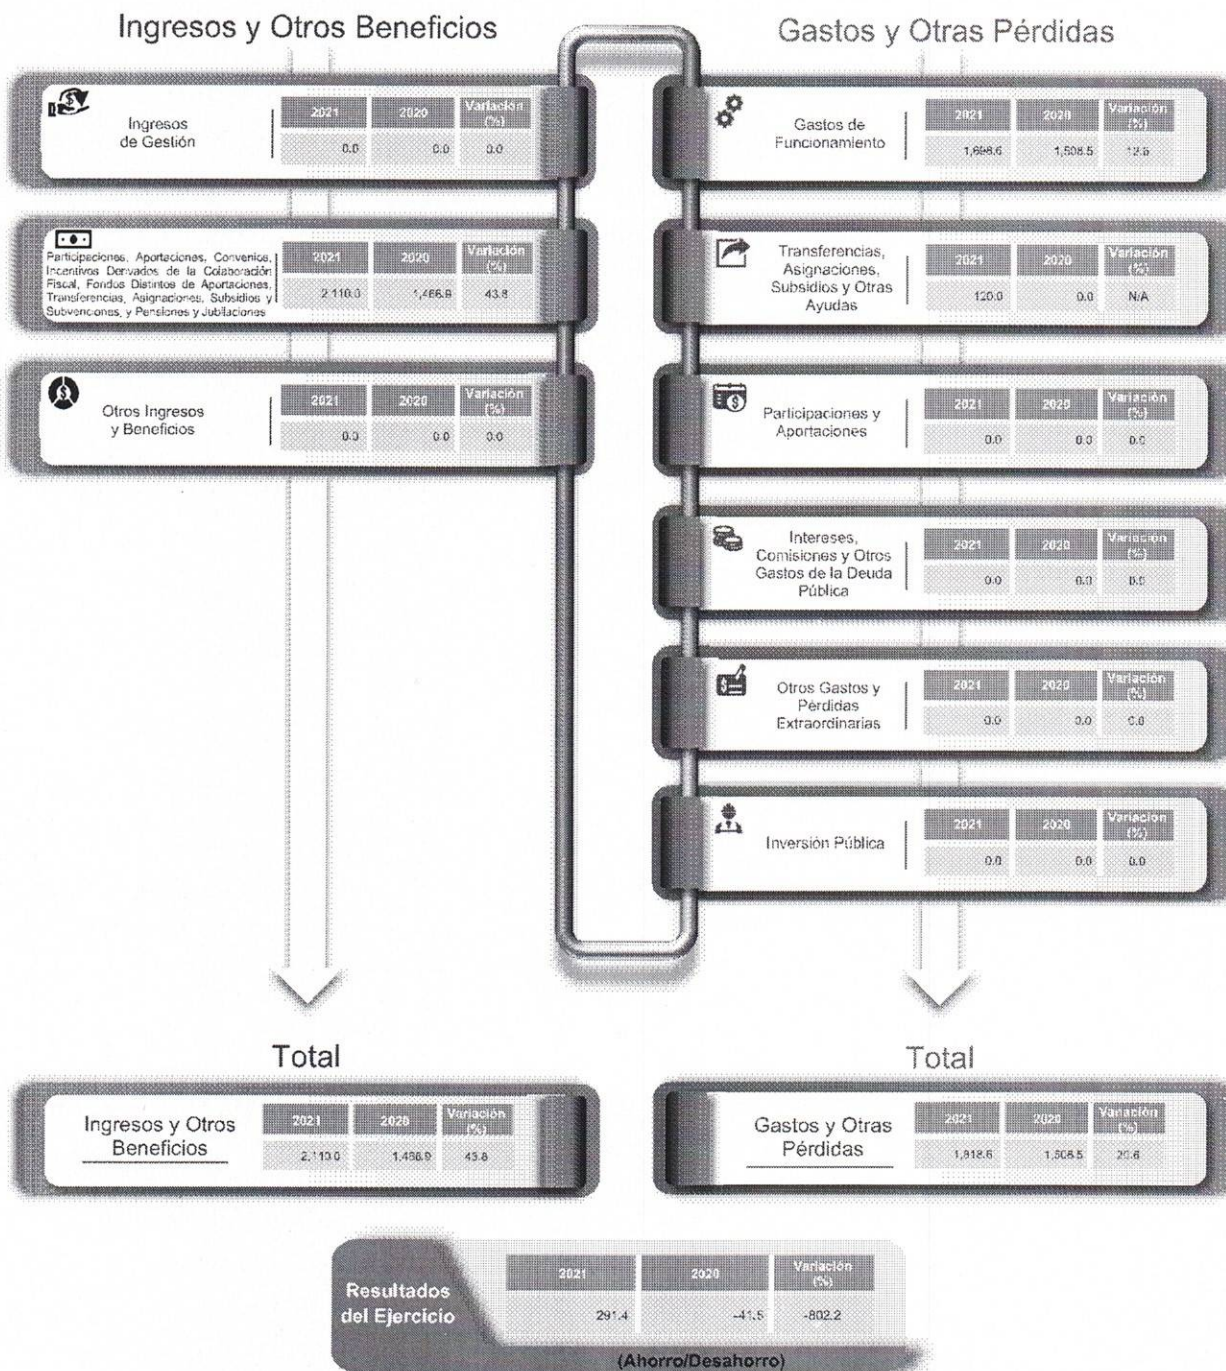 Ingresos y Otros Beneficios
Ingresos
de Gestión
2021 2020 Variación
(%)
0.0 0.0 0.0
Participaciones, Aportaciones, Convenios,
Incentivos Derivados de la Colaboración
Fiscal, Fondos Distintos de Aportaciones,
Transferencias, Asignaciones, Subsidios y
Subvenciones, y Pensiones y Jubilaciones
2021 2020 Variación
(%)
2,110.0 1,466.9 43.8
Otros Ingresos
y Beneficios
2021 2020 Variación
(%)
0.0 0.0 0.0
Gastos y Otras Pérdidas
Gastos de
Funcionamiento
2021 2020 Variación
(%)
1,698.6 1,508.5 12.6
Transferencias,
Asignaciones,
Subsidios y Otras
Ayudas
2021 2020 Variación
(%)
120.0 0.0 N/A
Participaciones y
Aportaciones
2021 2020 Variación
(%)
0.0 0.0 0.0
Intereses,
Comisiones y Otros
Gastos de la Deuda
Pública
2021 2020 Variación
(%)
0.0 0.0 0.0
Otros Gastos y
Pérdidas
Extraordinarias
2021 2020 Variación
(%)
0.0 0.0 0.0
Inversión Pública
2021 2020 Variación
(%)
0.0 0.0 0.0
Total
Ingresos y Otros
Beneficios
2021 2020 Variación
(%)
2,110.0 1,466.9 43.8
Total
Gastos y Otras
Pérdidas
2021 2020 Variación
(%)
1,818.6 1,508.5 20.6
Resultados
del Ejercicio
2021 2020 Variación
(%)
291.4 -41.5 -802.2
(Ahorro/Desahorro)